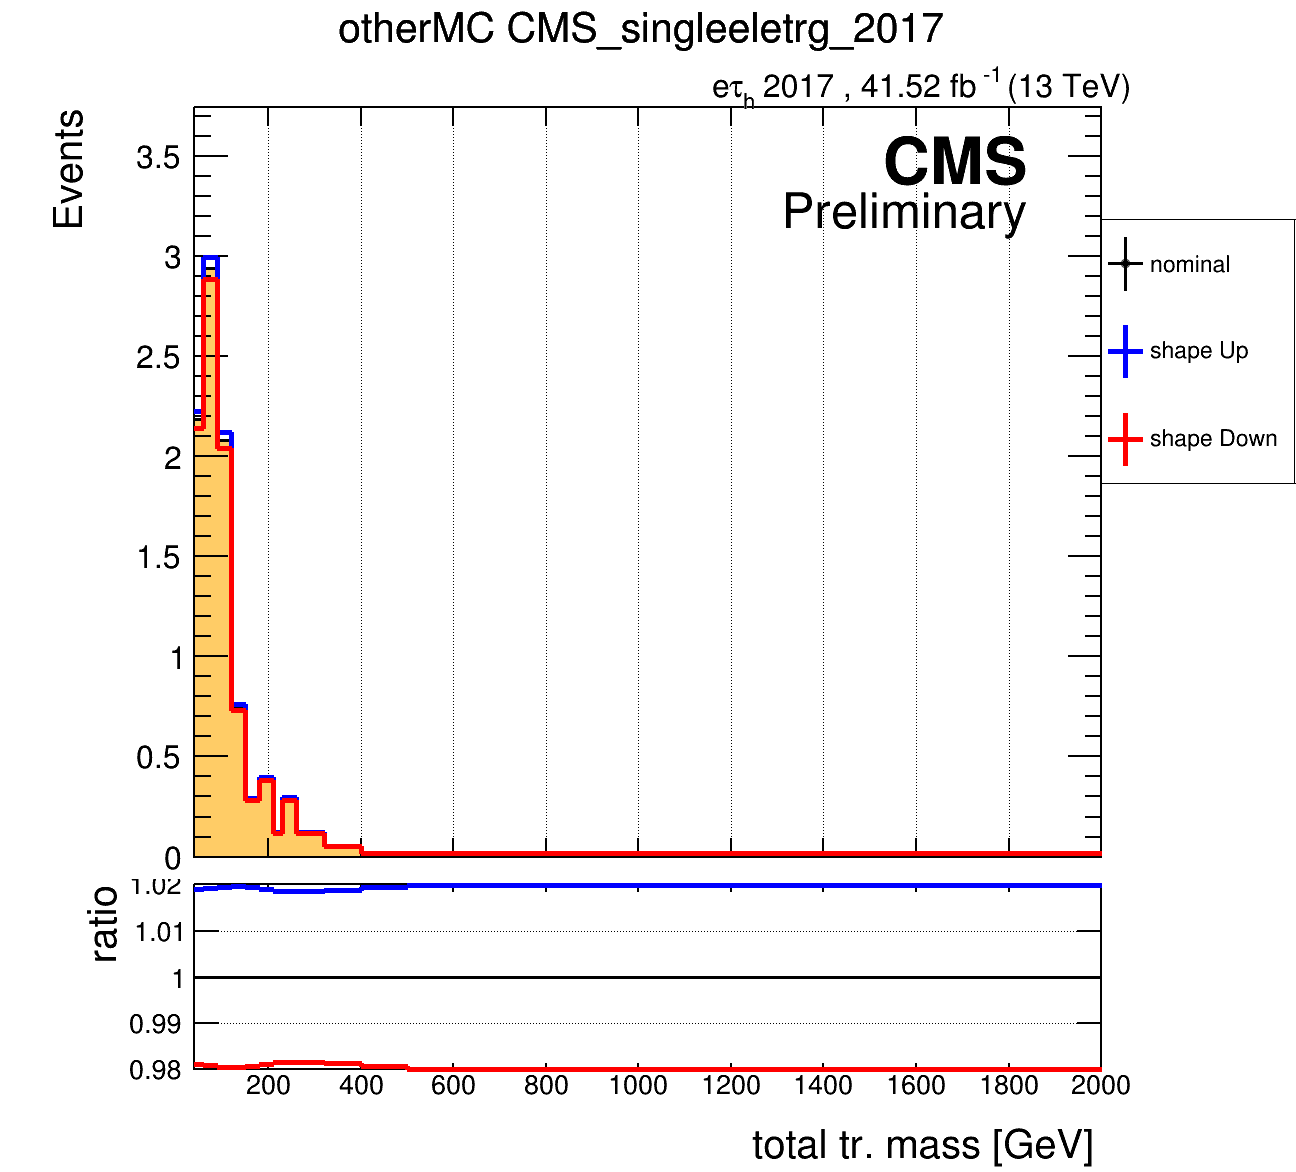 otherMC CMS_singleeletrg_2017
eτh 2017 , 41.52 fb -1 (13 TeV)
Events
CMS
Preliminary
3.5
3
2.5
2
1.5
1
0.5
0
nominal
shape Up
shape Down
ratio
1.02
1.01
1
0.99
0.98
200 400 600 800 1000 1200 1400 1600 1800 2000
total tr. mass [GeV]